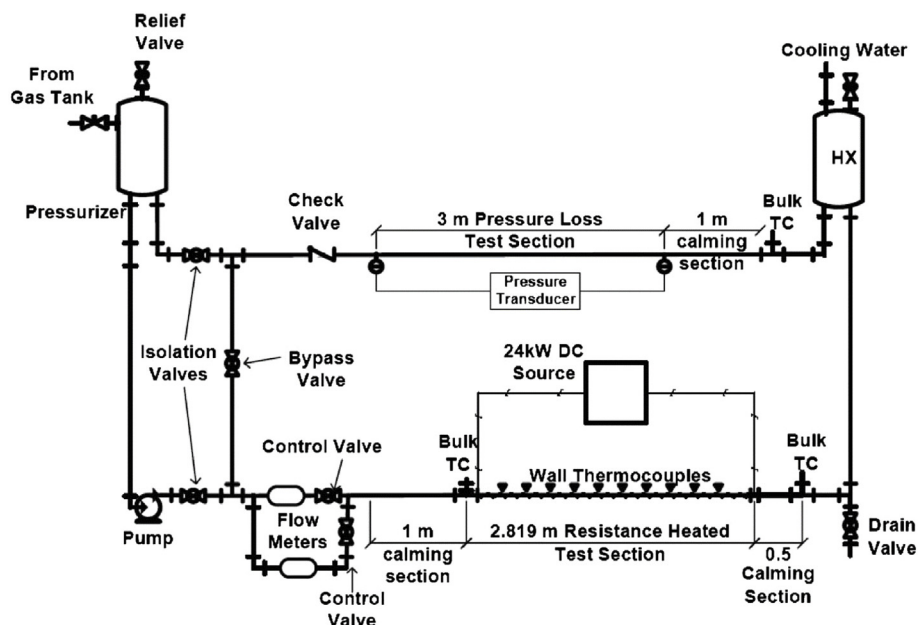 Relief
Valve
From
Gas Tank
Pressurizer
Cooling Water
HX
Check
Valve
3 m Pressure Loss
Test Section
1 m
calming
section
Bulk
TC
Pressure
Transducer
Isolation
Valves
Bypass
Valve
24kW DC
Source
Control Valve
Bulk
TC
Wall Thermocouples
Bulk
TC
Pump
Flow
Meters
1 m
calming
section
2.819 m Resistance Heated
Test Section
0.5
Calming
Section
Drain
Valve
Control
Valve